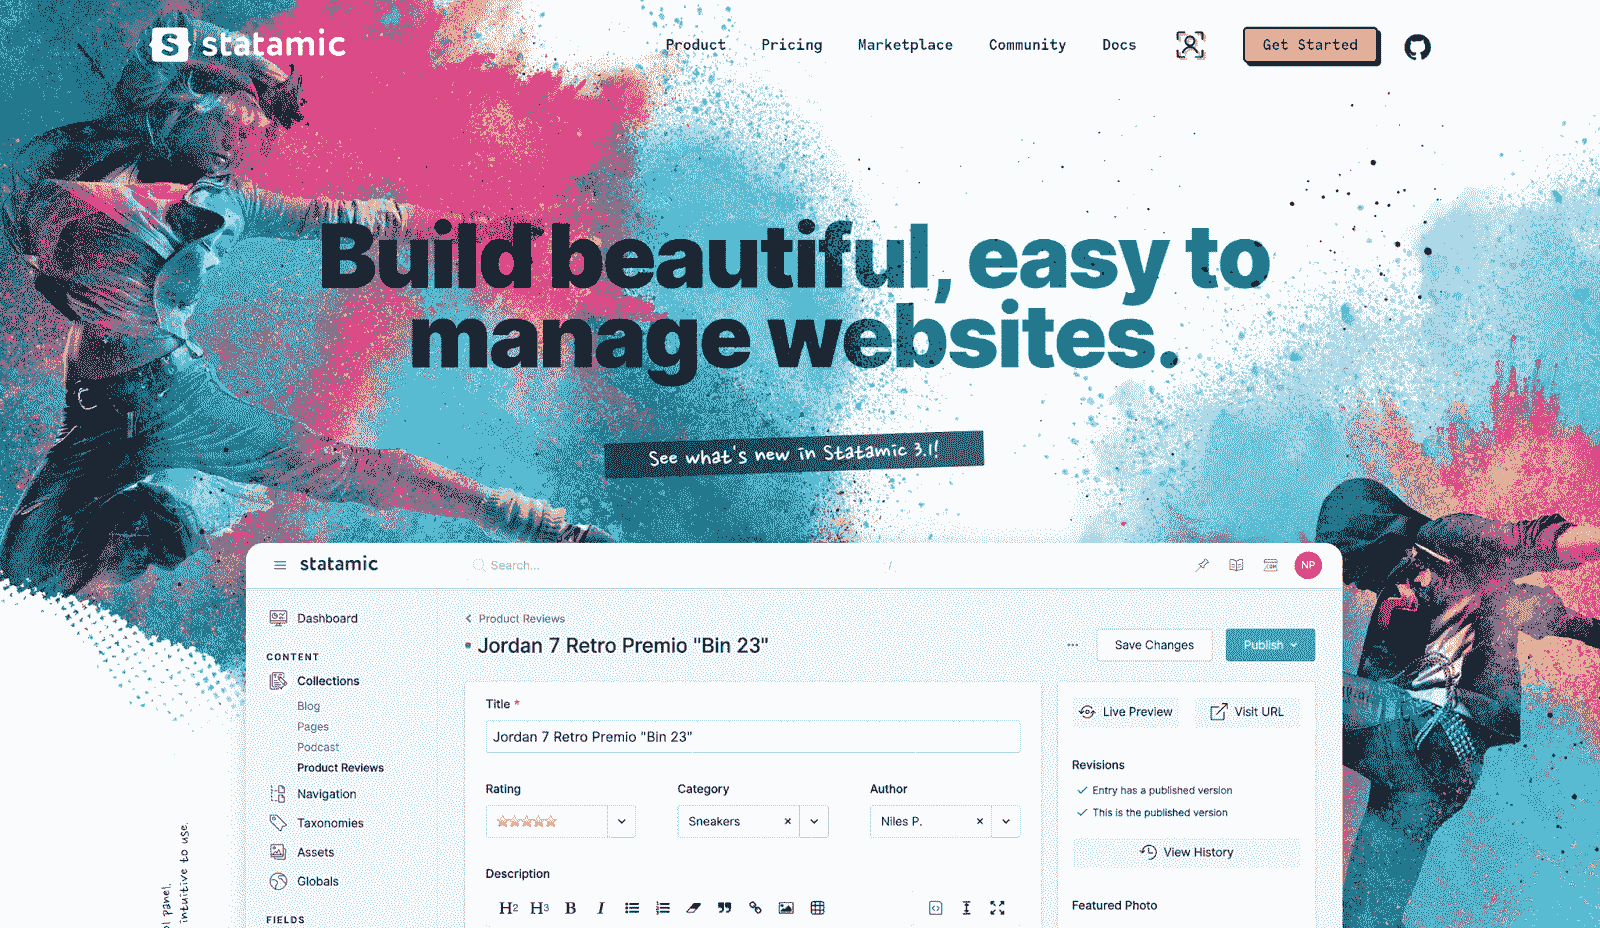 statamic
Product Pricing Marketplace Community Docs Get Started
Build beautiful, easy to
manage websites.
See what's new in Statamic 3.1!
statamic
Search...
/
NP
Dashboard
CONTENT
Collections
Blog
Pages
Podcast
Product Reviews
Navigation
Taxonomies
Assets
Globals
FIELDS
Product Reviews
Jordan 7 Retro Premio "Bin 23"
Save Changes
Publish
Title *
Jordan 7 Retro Premio "Bin 23"
Rating Category Author
Sneakers × Niles P. ×
Description
H2 H3 B I
Live Preview Visit URL
Revisions
Entry has a published version
This is the published version
View History
Featured Photo
panel.
intuitive to use.